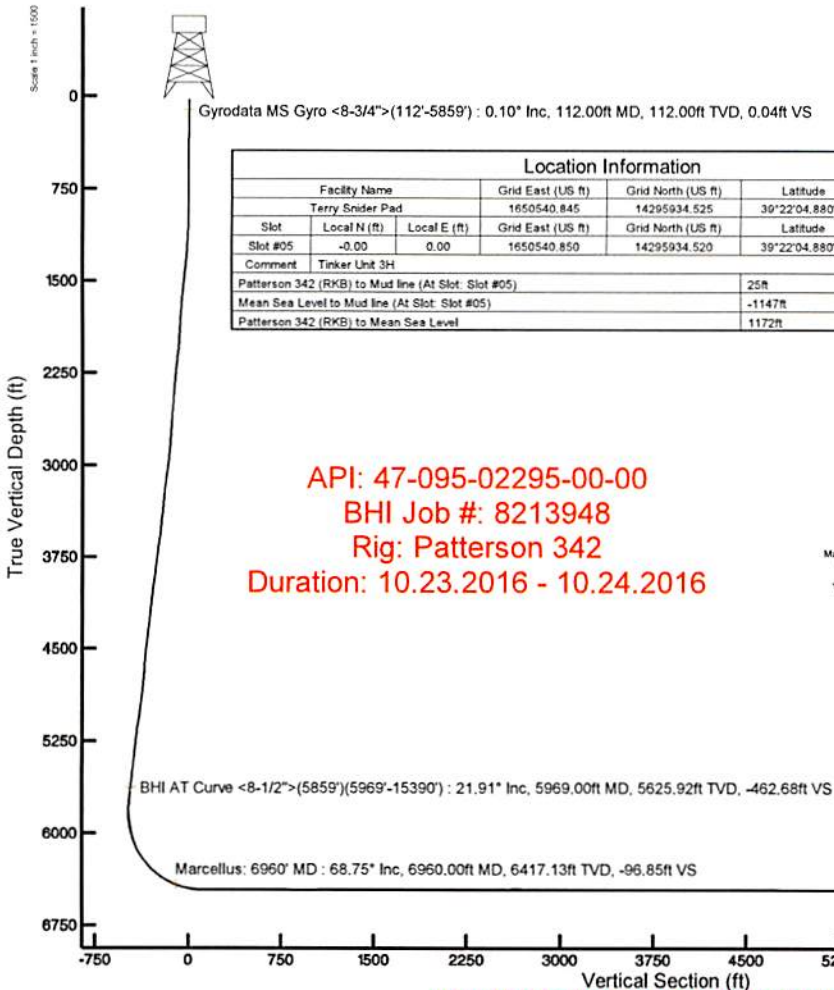 Scale 1 inch = 1500
0
Gyrodata MS Gyro <8-3/4">(112'-5859') : 0.10° Inc, 112.00ft MD, 112.00ft TVD, 0.04ft VS
Location Information
Facility Name Grid East (US ft) Grid North (US ft) Latitude
Terry Snider Pad 1650540.845 14295934.525 39°22'04.880"
Slot Local N (ft) Local E (ft) Grid East (US ft) Grid North (US ft) Latitude
Slot #05 -0.00 0.00 1650540.850 14295934.520 39°22'04.880"
Comment Tinker Unit 3H
Patterson 342 (RKB) to Mud line (At Slot: Slot #05) 25ft
Mean Sea Level to Mud line (At Slot: Slot #05) -1147ft
Patterson 342 (RKB) to Mean Sea Level 1172ft
750
1500
2250
3000
3750
4500
5250
6000
6750
True Vertical Depth (ft)
API: 47-095-02295-00-00
BHI Job #: 8213948
Rig: Patterson 342
Duration: 10.23.2016 - 10.24.2016
BHI AT Curve <8-1/2">(5859')(5969'-15390') : 21.91° Inc, 5969.00ft MD, 5625.92ft TVD, -462.68ft VS
Marcellus: 6960' MD : 68.75° Inc, 6960.00ft MD, 6417.13ft TVD, -96.85ft VS
-750 0 750 1500 2250 3000 3750 4500
Vertical Section (ft)